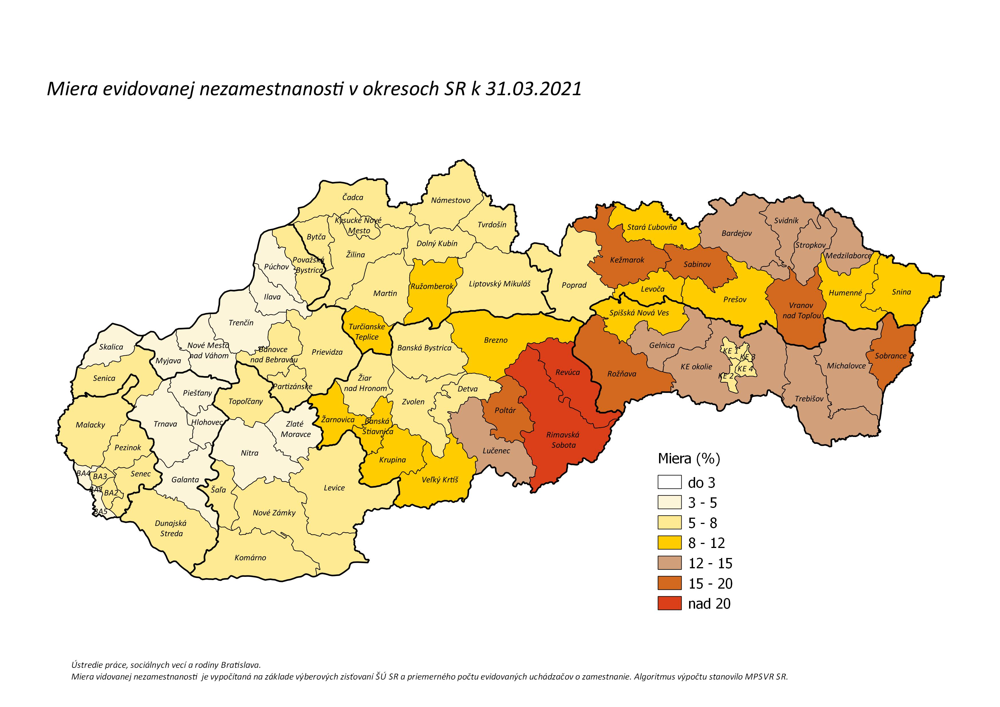 Miera evidovanej nezamestnanosti v okresoch SR k 31.03.2021
Čadca
Námestovo
Kysucké Nové
Mesto
Tvrdošín
Stará Ľubovňa
Svidník
Bardejov
Bytča
Dolný Kubín
Stropkov
Žilina
Medzilaborce
Považská
Bystrica
Kežmarok
Sabinov
Púchov
Ružomberok
Liptovský Mikuláš
Poprad
Levoča
Martin
Ilava
Prešov
Humenné
Snina
Vranov
nad Topľou
Spišská Nová Ves
Trenčín
Turčianske
Teplice
Brezno
Banská Bystrica
Gelnica
Skalica
Nové Mesto
nad Váhom
Bánovce
nad Bebravou
Prievidza
KE 1
KE 3
Sobrance
Myjava
KE okolie
KE 4
Michalovce
Revúca
Rožňava
KE 2
Senica
Žiar
nad Hronom
Partizánske
Detva
Piešťany
Topoľčany
Zvolen
Trebišov
Poltár
Malacky
Trnava
Hlohovec
Zlaté
Moravce
Žarnovica
Banská
Štiavnica
Rimavská
Sobota
Pezinok
Nitra
Lučenec
Krupina
BA4
BA3
Senec
Galanta
Veľký Krtíš
Šaľa
Levice
BA1
BA2
BA5
Nové Zámky
Dunajská
Streda
Komárno
Miera (%)
do 3
3 - 5
5 - 8
8 - 12
12 - 15
15 - 20
nad 20
Ústredie práce, sociálnych vecí a rodiny Bratislava.
Miera vidovanej nezamestnanosti  je vypočítaná na základe výberových zisťovaní ŠÚ SR a priemerného počtu evidovaných uchádzačov o zamestnanie. Algoritmus výpočtu stanovilo MPSVR SR.